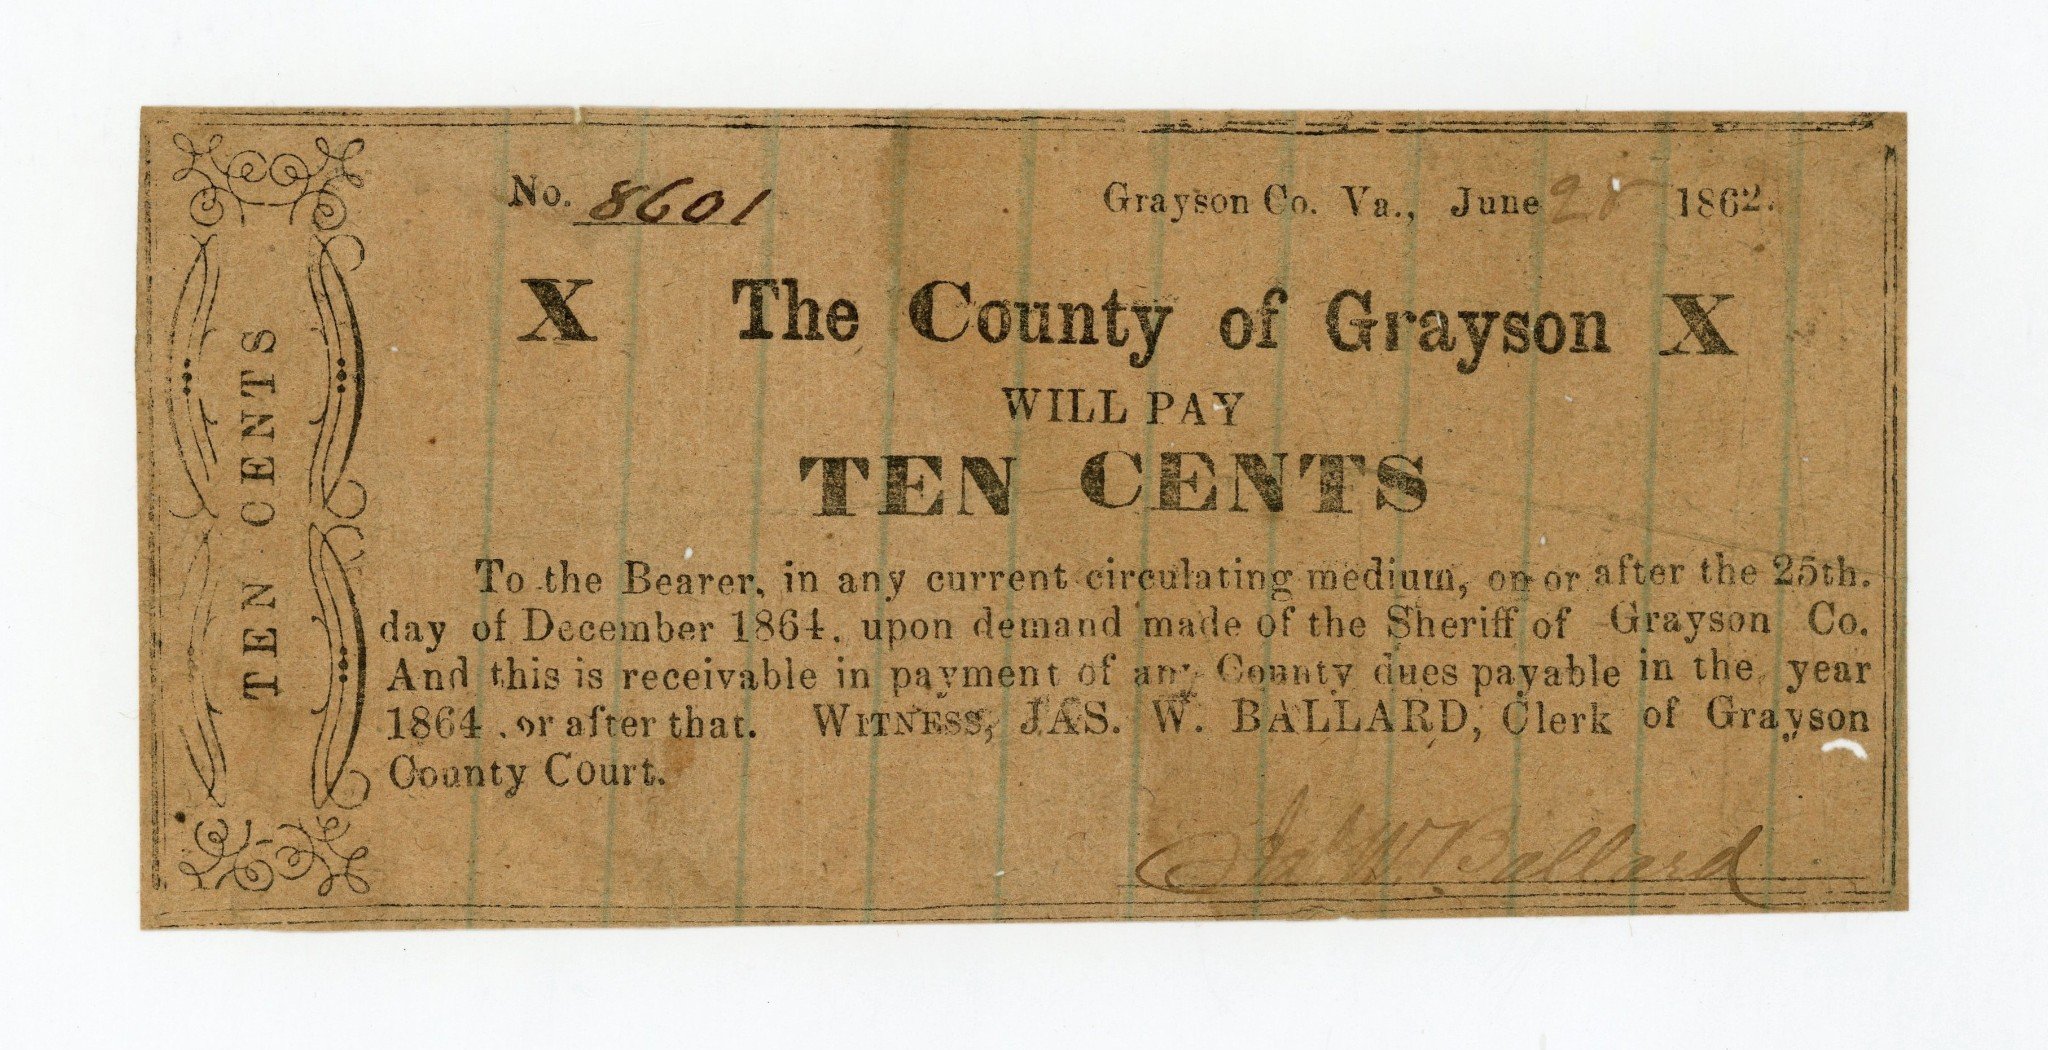 TEN CENTS
No. 8601
Grayson Co. Va., June 28 1862.
X The County of Grayson X
WILL PAY
TEN CENTS
To the Bearer, in any current circulating medium, on or after the 25th.
day of December 1864, upon demand made of the Sheriff of Grayson Co.
And this is receivable in payment of any County dues payable in the year
1864, or after that. WITNESS, JAS. W. BALLARD, Clerk of Grayson
County Court.
Jas W. Ballard